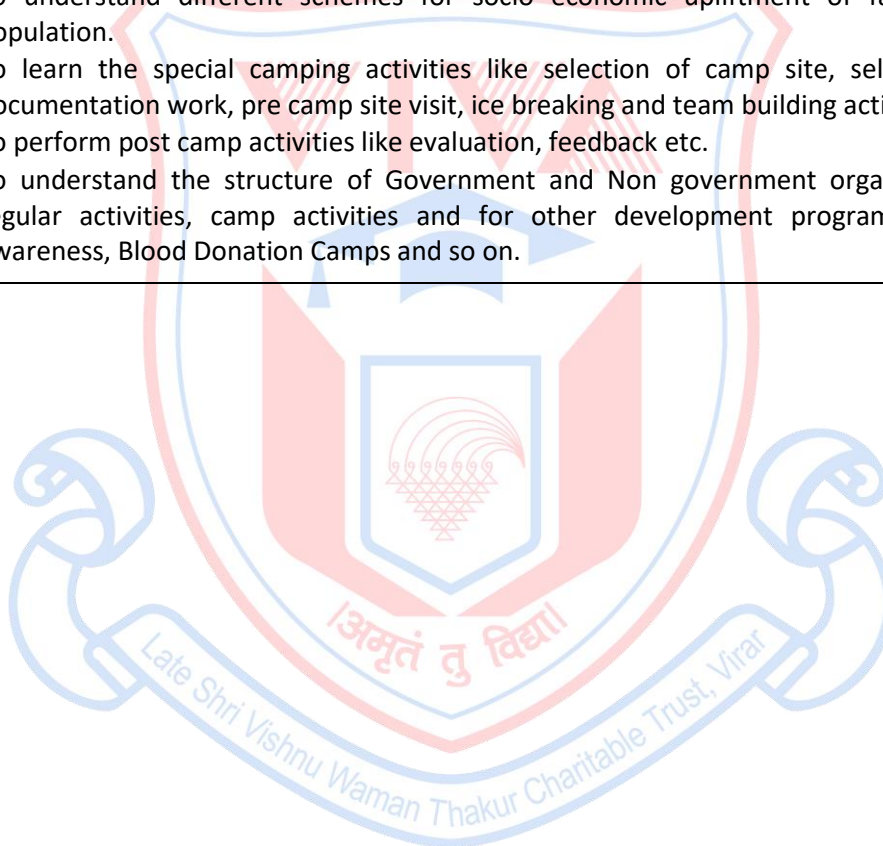 understand different schemes for socio economic upliftment of
opulation.
learn the special camping activities like selection of camp site, sel
ocumentation work, pre camp site visit, ice breaking and team building acti
perform post camp activities like evaluation, feedback etc.
understand the structure of Government and Non government orga
egular activities, camp activities and for other development program
wareness, Blood Donation Camps and so on.
VIVA
।अमृतं तु विद्या।
Late Shri Vishnu Waman Thakur Charitable Trust, Virar